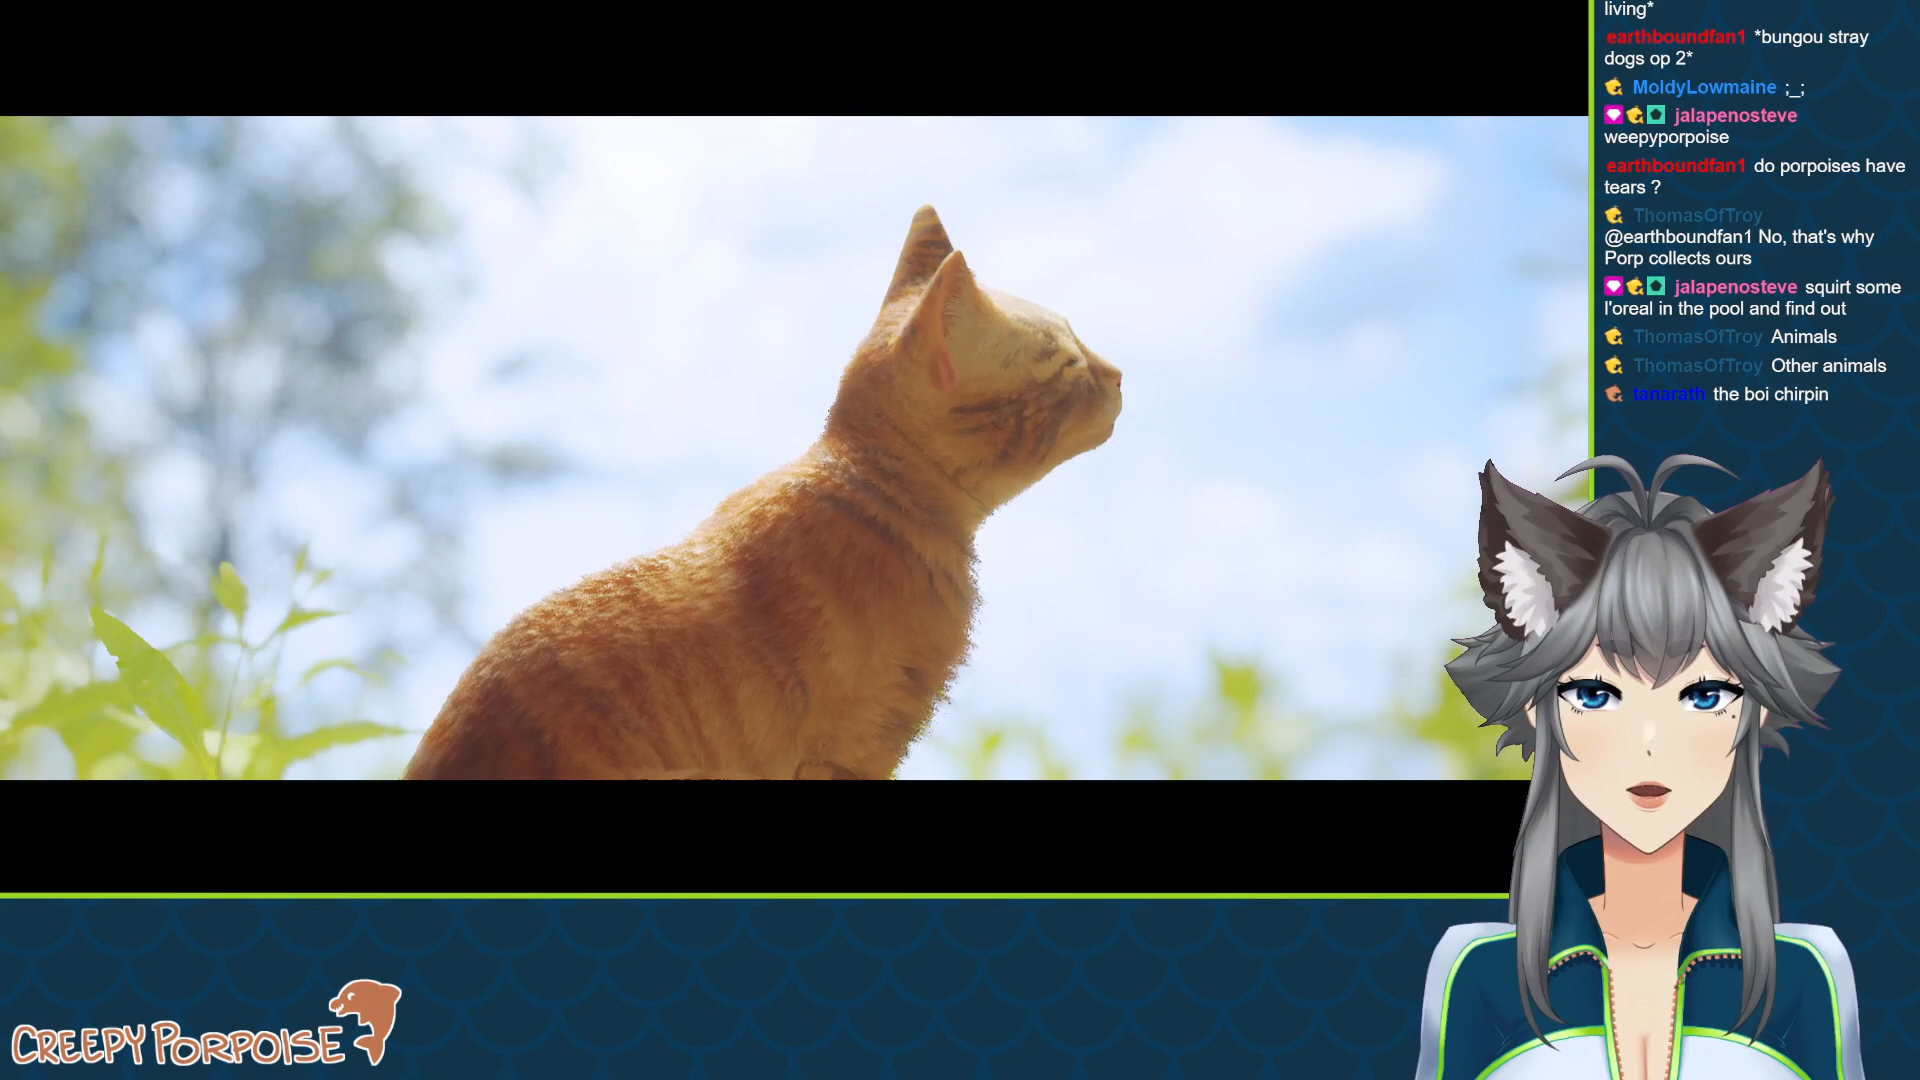 living*
earthboundfan1 *bungou stray
dogs op 2*
MoldyLowmaine ;_;
jalapenosteve
weepyporpoise
earthboundfan1 do porpoises have
tears ?
ThomasOfTroy
@earthboundfan1 No, that's why
Porp collects ours
jalapenosteve squirt some
l'oreal in the pool and find out
ThomasOfTroy Animals
ThomasOfTroy Other animals
tanarath the boi chirpin
CREEPY PORPOISE